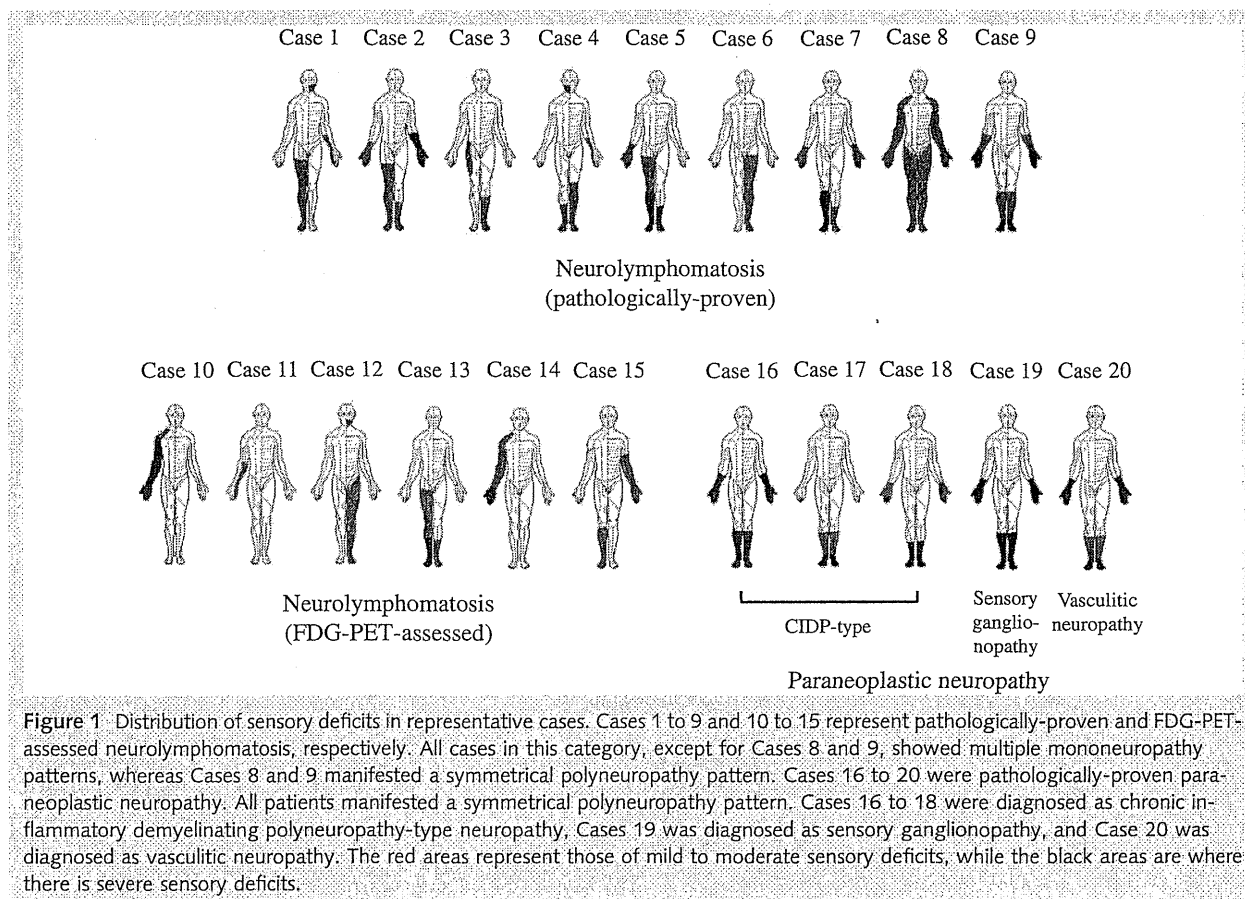 Case 1 Case 2 Case 3 Case 4 Case 5 Case 6 Case 7 Case 8 Case 9
Neurolymphomatosis
(pathologically-proven)
Case 10 Case 11 Case 12 Case 13 Case 14 Case 15 Case 16 Case 17 Case 18 Case 19 Case 20
Neurolymphomatosis
(FDG-PET-assessed)
CIDP-type
Sensory
ganglio-
nopathy
Vasculitic
neuropathy
Paraneoplastic neuropathy
Figure 1 Distribution of sensory deficits in representative cases. Cases 1 to 9 and 10 to 15 represent pathologically-proven and FDG-PET-
assessed neurolymphomatosis, respectively. All cases in this category, except for Cases 8 and 9, showed multiple mononeuropathy
patterns, whereas Cases 8 and 9 manifested a symmetrical polyneuropathy pattern. Cases 16 to 20 were pathologically-proven para-
neoplastic neuropathy. All patients manifested a symmetrical polyneuropathy pattern. Cases 16 to 18 were diagnosed as chronic in-
flammatory demyelinating polyneuropathy-type neuropathy, Cases 19 was diagnosed as sensory ganglionopathy, and Case 20 was
diagnosed as vasculitic neuropathy. The red areas represent those of mild to moderate sensory deficits, while the black areas are where
there is severe sensory deficits.